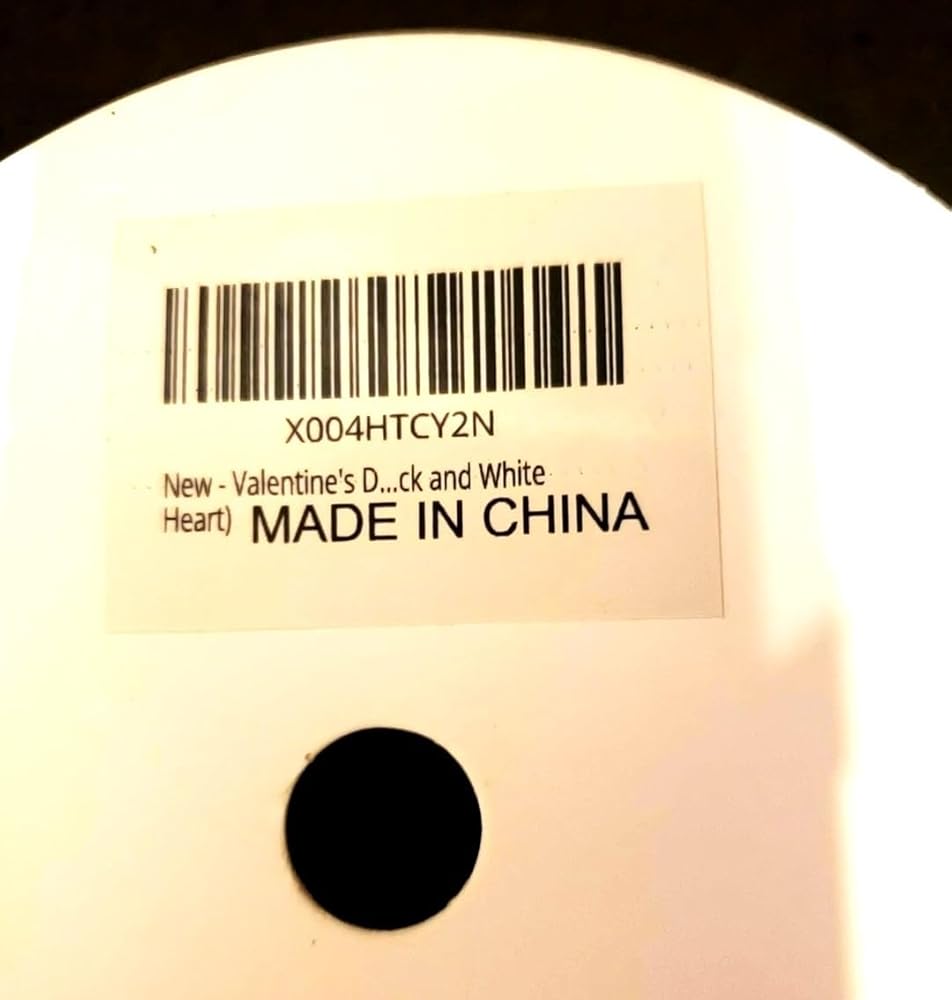 X004HTCY2N
New - Valentine's D...ck and White
Heart) MADE IN CHINA